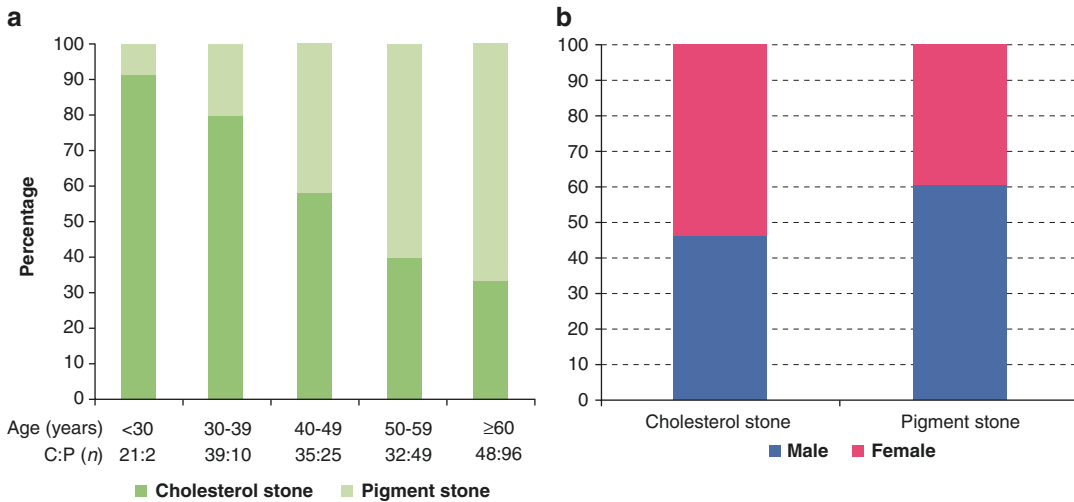 a
100
90
80
70
60
50
40
30
20
10
0
Percentage
Age (years) <30 30-39 40-49 50-59 ≥60
C:P (n) 21:2 39:10 35:25 32:49 48:96
Cholesterol stone Pigment stone
b
100
90
80
70
60
50
40
30
20
10
0
Cholesterol stone Pigment stone
Male Female